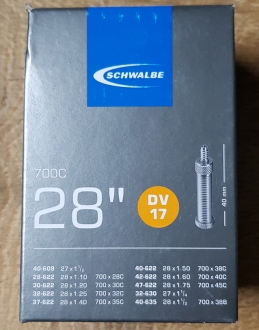 SCHWALBE
700C
28"
DV
17
40 mm
40-609 27 x 1 1/2
28-622 28 x 1.10 700 x 28C
30-622 28 x 1.20 700 x 30C
32-622 28 x 1.25 700 x 32C
37-622 28 x 1.40 700 x 35C
40-622 28 x 1.50 700 x 38C
42-622 28 x 1.60 700 x 40C
47-622 28 x 1.75 700 x 45C
32-630 27 x 1 1/4
40-635 28 x 1 1/2 700 x 38B